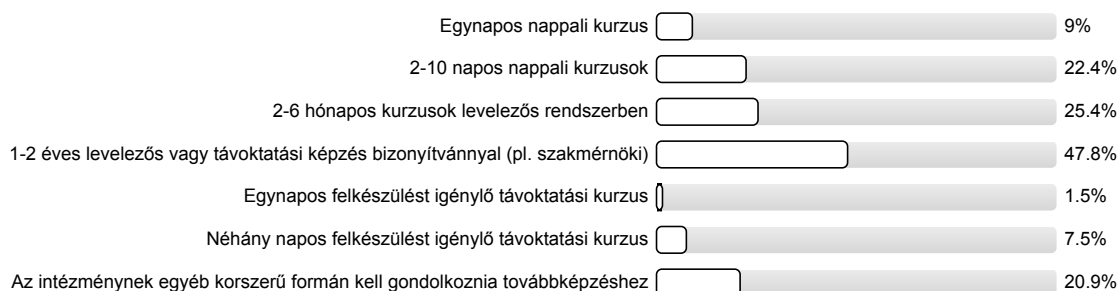 Egynapos nappali kurzus 9%
2-10 napos nappali kurzusok 22.4%
2-6 hónapos kurzusok levelezős rendszerben 25.4%
1-2 éves levelezős vagy távoktatási képzés bizonyítvánnyal (pl. szakmérnöki) 47.8%
Egynapos felkészülést igénylő távoktatási kurzus 1.5%
Néhány napos felkészülést igénylő távoktatási kurzus 7.5%
Az intézménynek egyéb korszerű formán kell gondolkoznia továbbképzéshez 20.9%